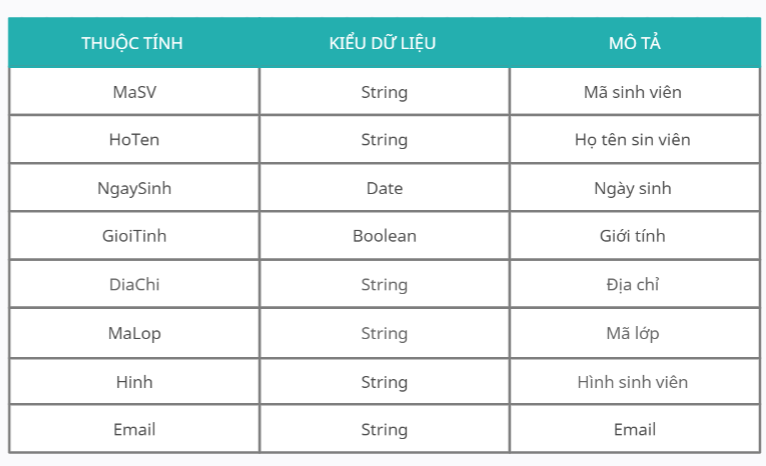 THUỘC TÍNH KIỂU DỮ LIỆU MÔ TẢ
MaSV String Mã sinh viên
HoTen String Họ tên sin viên
NgaySinh Date Ngày sinh
GioiTinh Boolean Giới tính
DiaChi String Địa chỉ
MaLop String Mã lớp
Hinh String Hình sinh viên
Email String Email